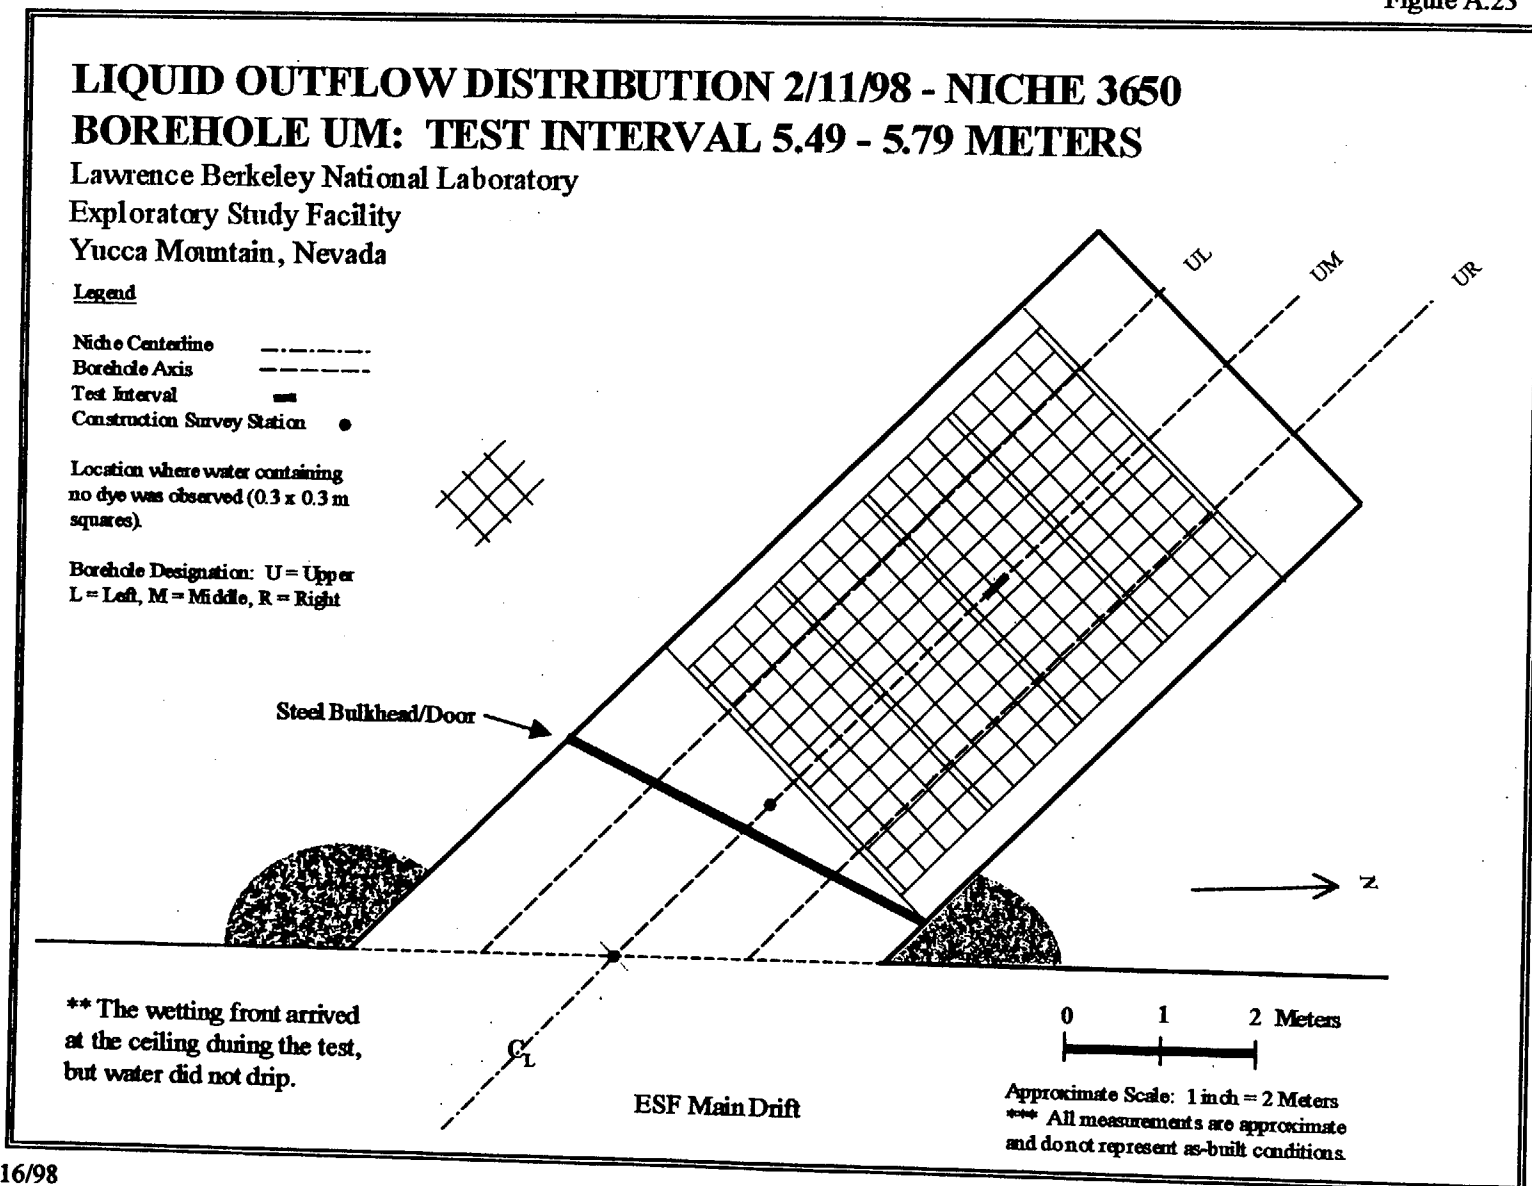 Figure A.23
LIQUID OUTFLOW DISTRIBUTION 2/11/98 - NICHE 3650
BOREHOLE UM: TEST INTERVAL 5.49 - 5.79 METERS
Lawrence Berkeley National Laboratory
Exploratory Study Facility
Yucca Mountain, Nevada
Legend
Niche Centerline
Borehole Axis
Test Interval
Construction Survey Station
Location where water containing
no dye was observed (0.3 x 0.3 m
squares).
Borehole Designation: U = Upper
L = Left, M = Middle, R = Right
UL
UM
UR
Steel Bulkhead/Door
N
** The wetting front arrived
at the ceiling during the test,
but water did not drip.
CL
ESF Main Drift
0 1 2 Meters
Approximate Scale: 1 inch = 2 Meters
*** All measurements are approximate
and do not represent as-built conditions.
16/98